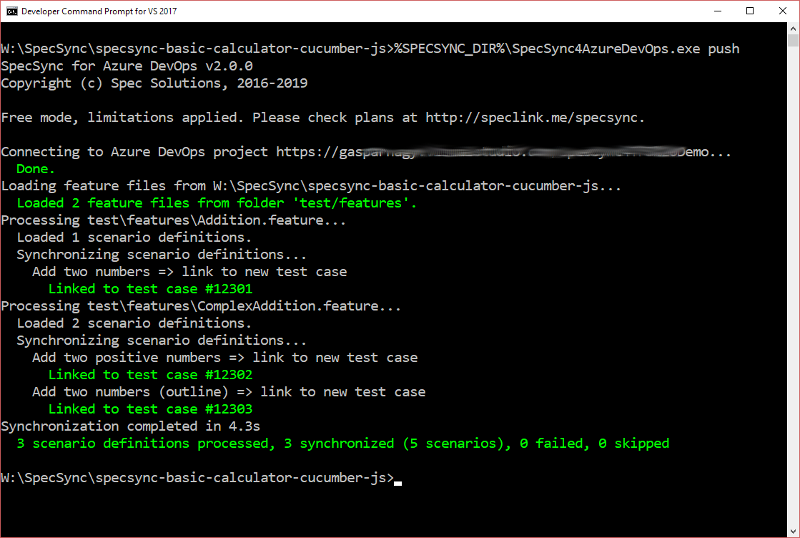 Developer Command Prompt for VS 2017
W:\SpecSync\specsync-basic-calculator-cucumber-js>%SPECSYNC_DIR%\SpecSync4AzureDevOps.exe push
SpecSync for Azure DevOps v2.0.0
Copyright (c) Spec Solutions, 2016-2019
Free mode, limitations applied. Please check plans at http://speclink.me/specsync.
Connecting to Azure DevOps project https://gas Demo...
Done.
Loading feature files from W:\SpecSync\specsync-basic-calculator-cucumber-js...
Loaded 2 feature files from folder 'test/features'.
Processing test\features\Addition.feature...
Loaded 1 scenario definitions.
Synchronizing scenario definitions...
Add two numbers => link to new test case
Linked to test case #12301
Processing test\features\ComplexAddition.feature...
Loaded 2 scenario definitions.
Synchronizing scenario definitions...
Add two positive numbers => link to new test case
Linked to test case #12302
Add two numbers (outline) => link to new test case
Linked to test case #12303
Synchronization completed in 4.3s
3 scenario definitions processed, 3 synchronized (5 scenarios), 0 failed, 0 skipped
W:\SpecSync\specsync-basic-calculator-cucumber-js>